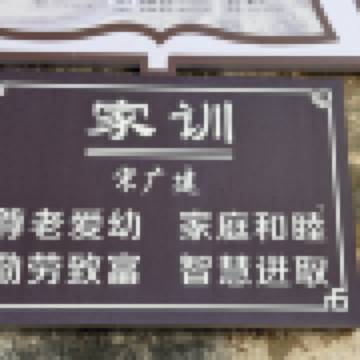 家训
宋广
尊老爱幼 家庭和睦
勤劳致富 智慧进取